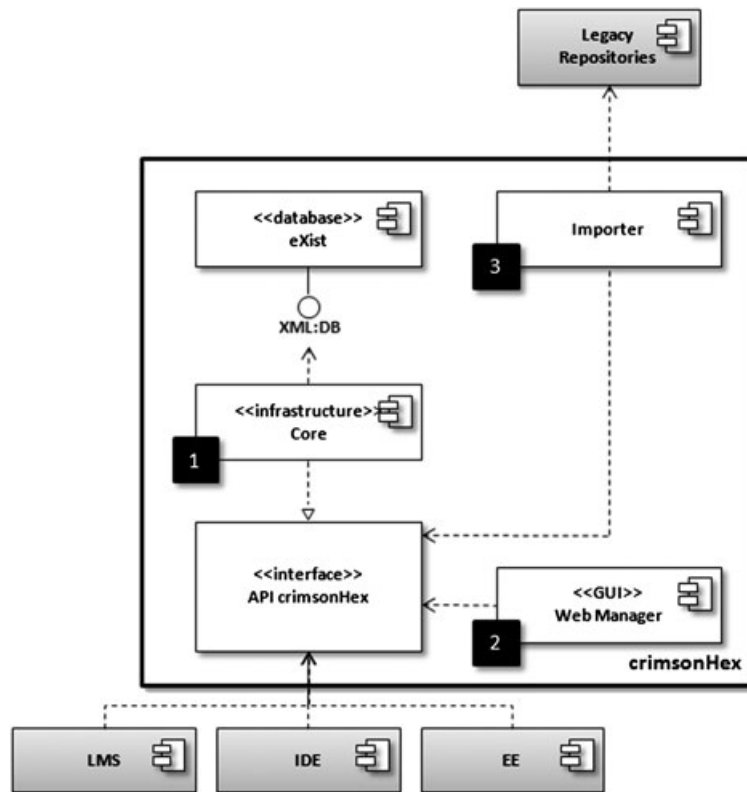 Legacy
Repositories
<<database>>
eXist
Importer
3
XML:DB
<<infrastructure>>
Core
1
<<interface>>
API crimsonHex
<<GUI>>
Web Manager
2
crimsonHex
LMS
IDE
EE